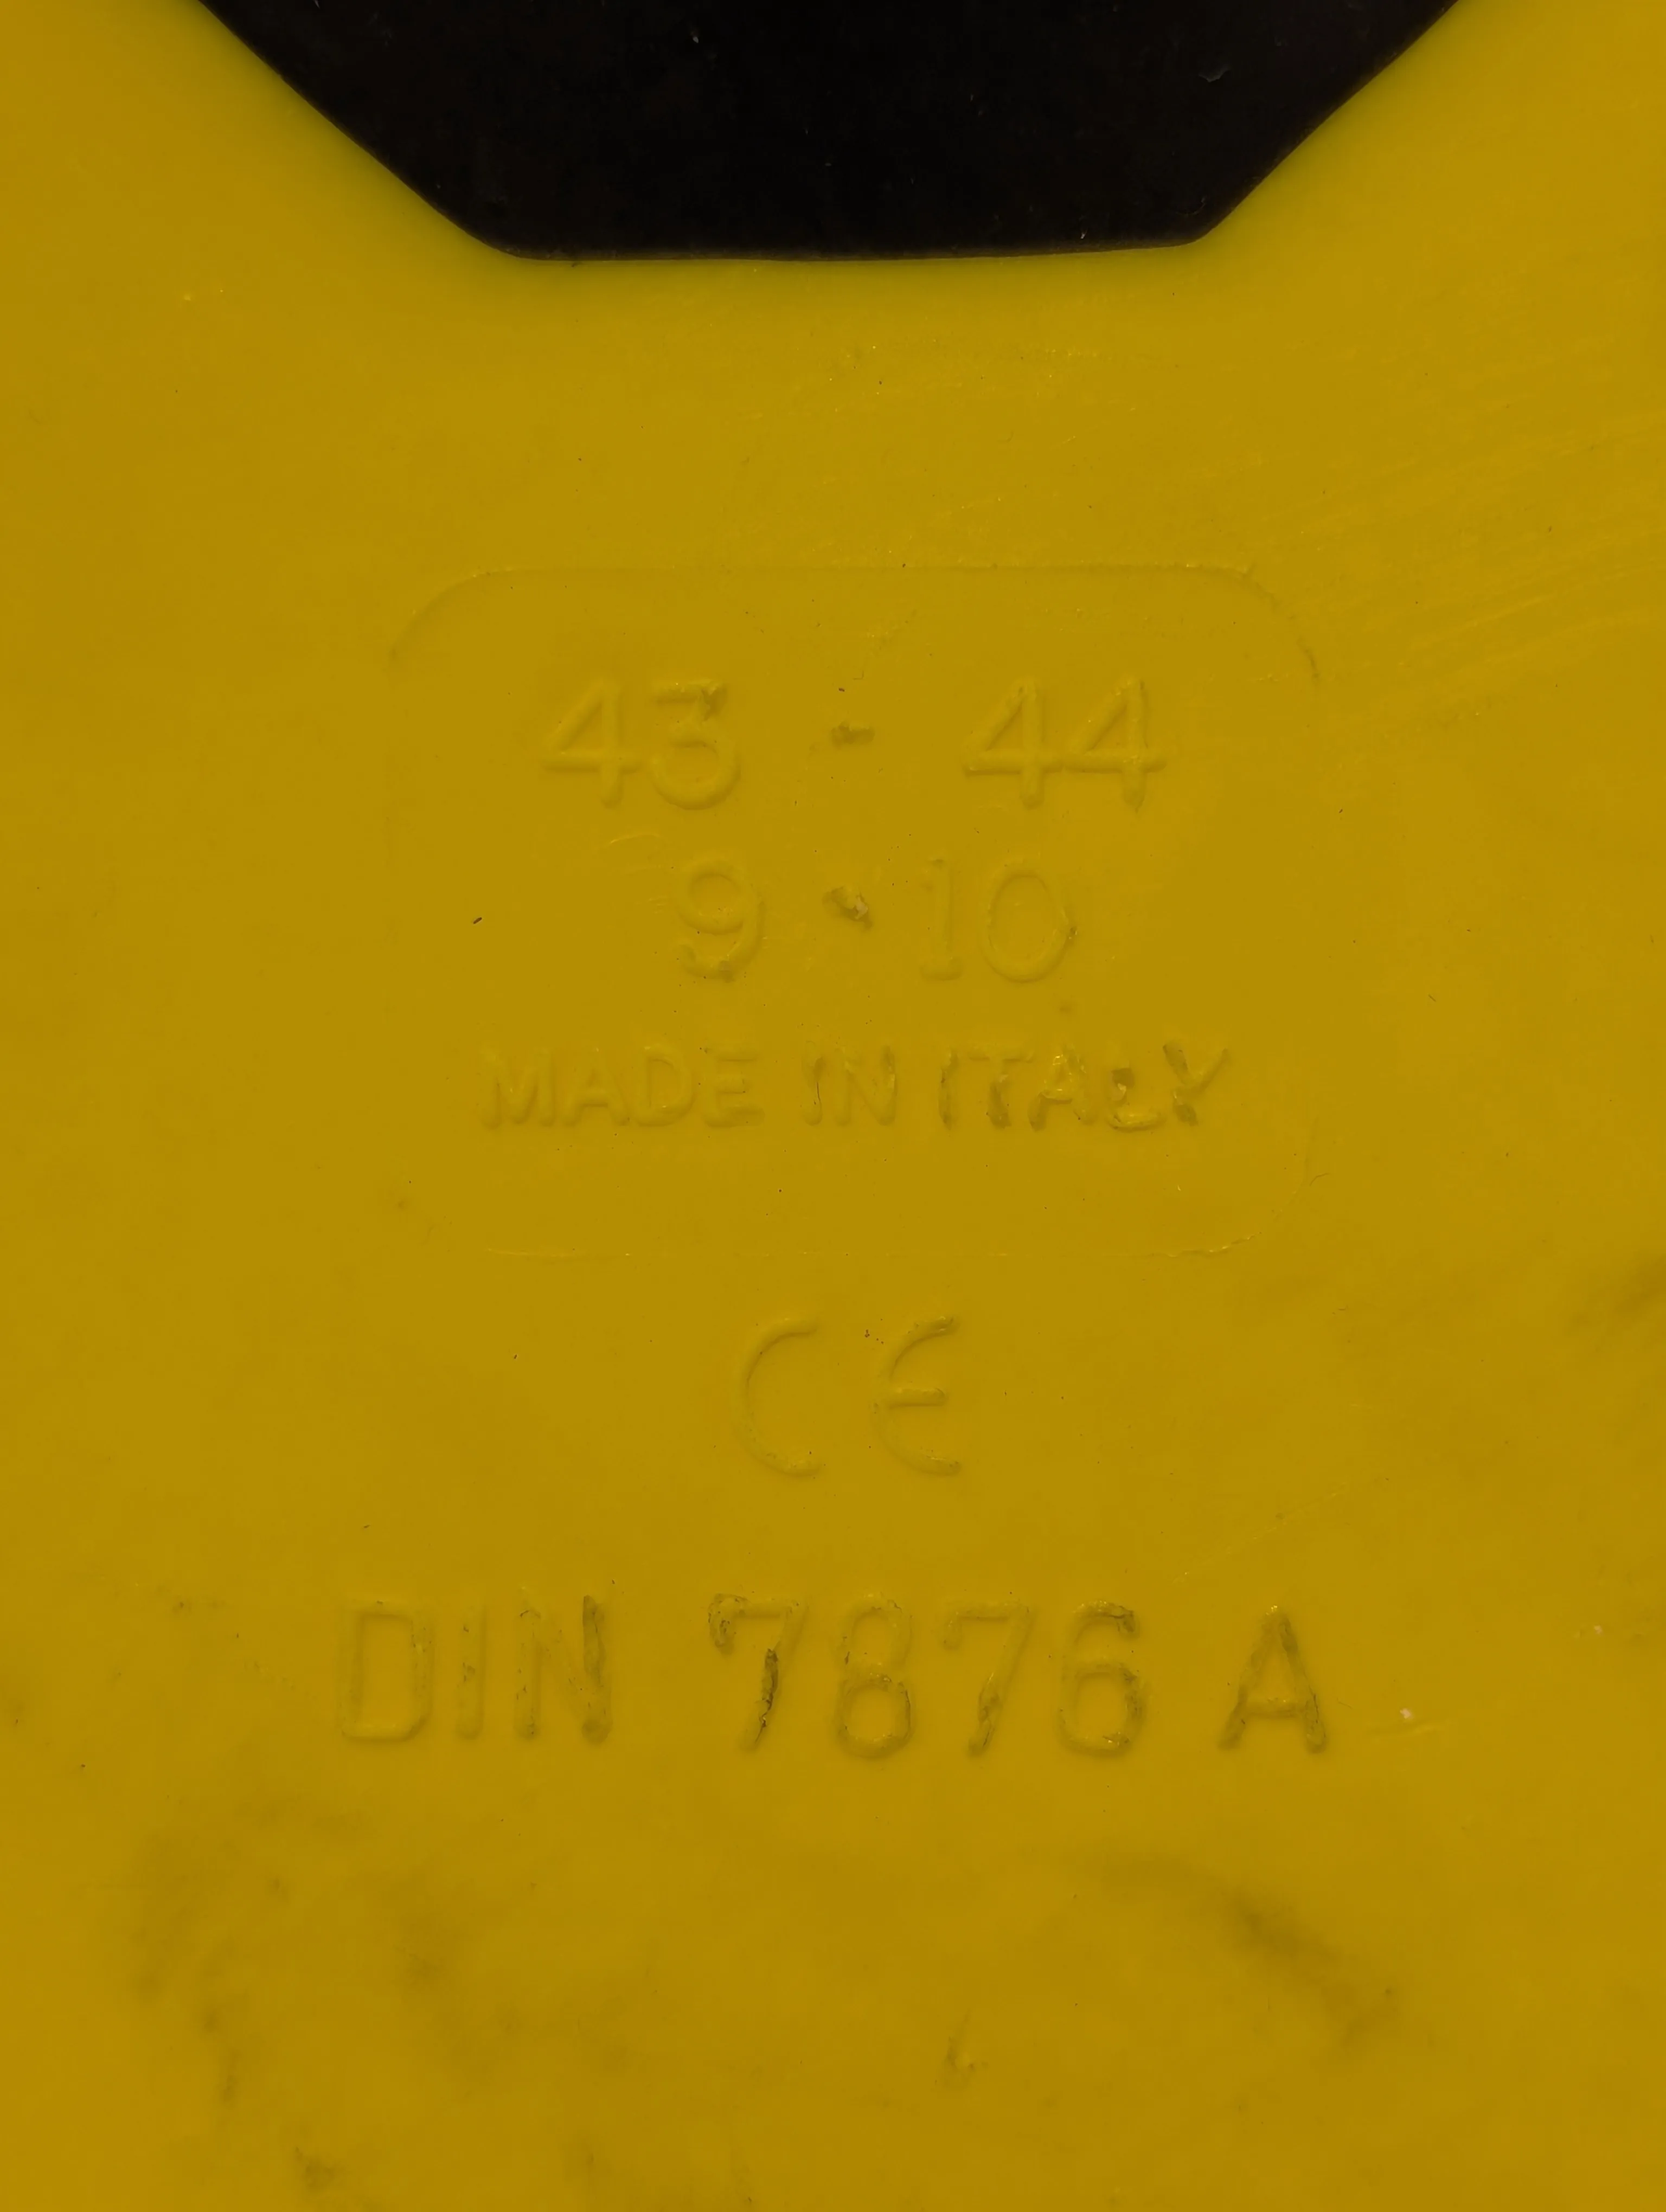 43 - 44
9 - 10
MADE IN ITALY
CE
DIN 7876 A